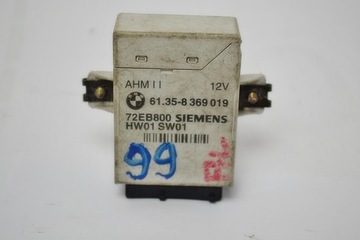 AHM II 12V
61.35-8 369 019
72EB800 SIEMENS
HW01 SW01
99